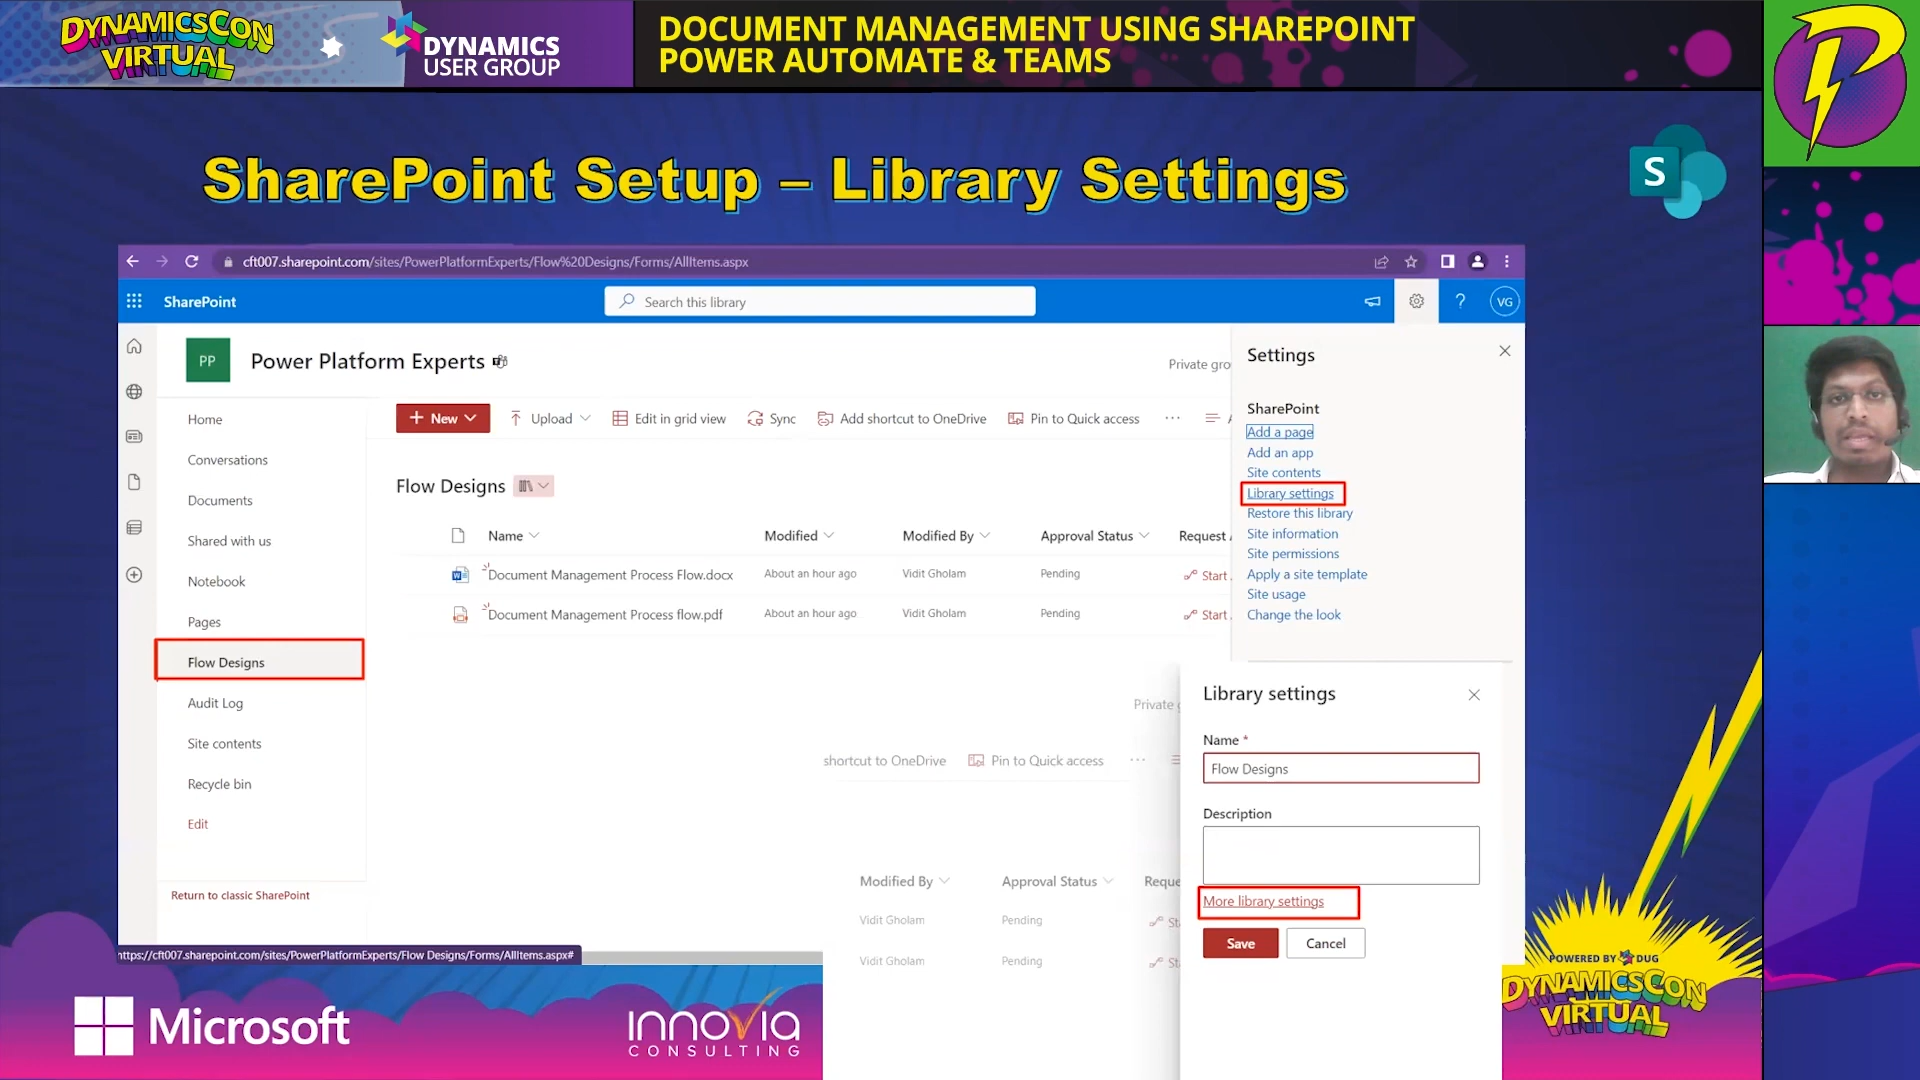 DYNAMICSCON
VIRTUAL
DYNAMICS
USER GROUP
DOCUMENT MANAGEMENT USING SHAREPOINT
POWER AUTOMATE & TEAMS
P
SharePoint Setup – Library Settings
S
cft007.sharepoint.com/sites/PowerPlatformExperts/Flow%20Designs/Forms/AllItems.aspx
SharePoint
Search this library
?
VG
PP
Power Platform Experts
Private gro
Home
Conversations
Documents
Shared with us
Notebook
Pages
Flow Designs
Audit Log
Site contents
Recycle bin
Edit
Return to classic SharePoint
+ New
Upload
Edit in grid view
Sync
Add shortcut to OneDrive
Pin to Quick access
...
Flow Designs
Name Modified Modified By Approval Status Request
Document Management Process Flow.docx About an hour ago Vidit Gholam Pending Start
Document Management Process flow.pdf About an hour ago Vidit Gholam Pending Start
Settings
SharePoint
Add a page
Add an app
Site contents
Library settings
Restore this library
Site information
Site permissions
Apply a site template
Site usage
Change the look
Private g
shortcut to OneDrive Pin to Quick access ...
Modified By Approval Status Reque
Vidit Gholam Pending St
Vidit Gholam Pending St
Library settings
Name *
Flow Designs
Description
More library settings
Save Cancel
https://cft007.sharepoint.com/sites/PowerPlatformExperts/Flow Designs/Forms/AllItems.aspx#
Microsoft
INNOVIA
CONSULTING
POWERED BY DUG
DYNAMICSCON
VIRTUAL